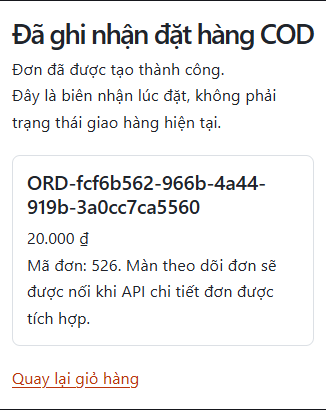 Đã ghi nhận đặt hàng COD
Đơn đã được tạo thành công.
Đây là biên nhận lúc đặt, không phải
trạng thái giao hàng hiện tại.
ORD-fcf6b562-966b-4a44-
919b-3a0cc7ca5560
20.000 ₫
Mã đơn: 526. Màn theo dõi đơn sẽ
được nối khi API chi tiết đơn được
tích hợp.
Quay lại giỏ hàng